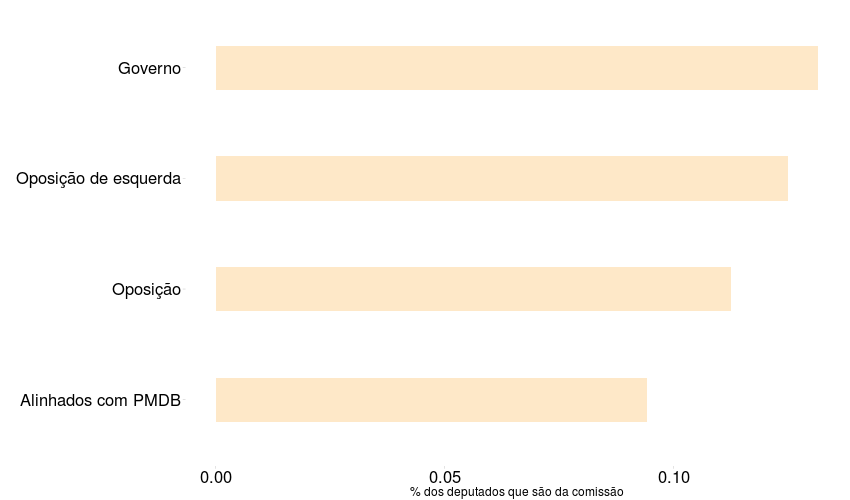 Governo
Oposição de esquerda
Oposição
Alinhados com PMDB
0.00 0.05 0.10
% dos deputados que são da comissão